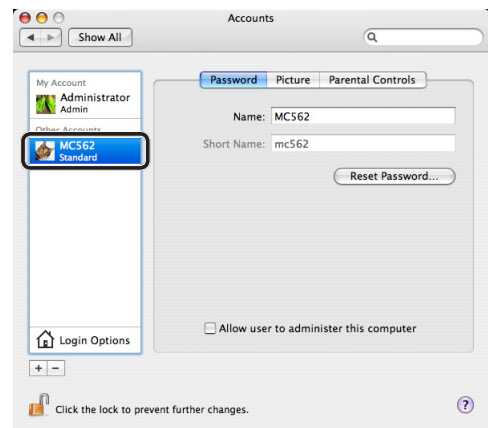 Accounts
Show All
My Account
Administrator
Admin
Other Accounts
MC562
Standard
Login Options
+ −
Password Picture Parental Controls
Name: MC562
Short Name: mc562
Reset Password...
Allow user to administer this computer
Click the lock to prevent further changes.
?